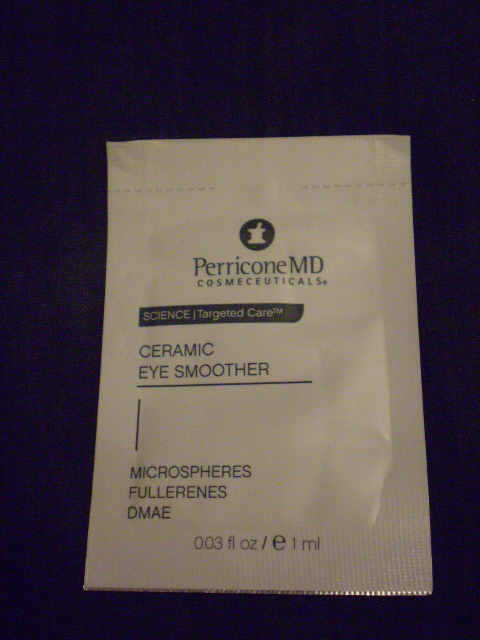 PerriconeMD
COSMECEUTICALS®
SCIENCE | Targeted Care™
CERAMIC
EYE SMOOTHER
MICROSPHERES
FULLERENES
DMAE
0.03 fl oz / ℮ 1 ml